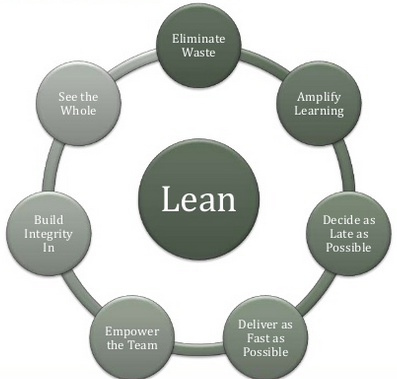 Eliminate
Waste
Amplify
Learning
Decide as
Late as
Possible
Deliver as
Fast as
Possible
Empower
the Team
Build
Integrity
In
See the
Whole
Lean